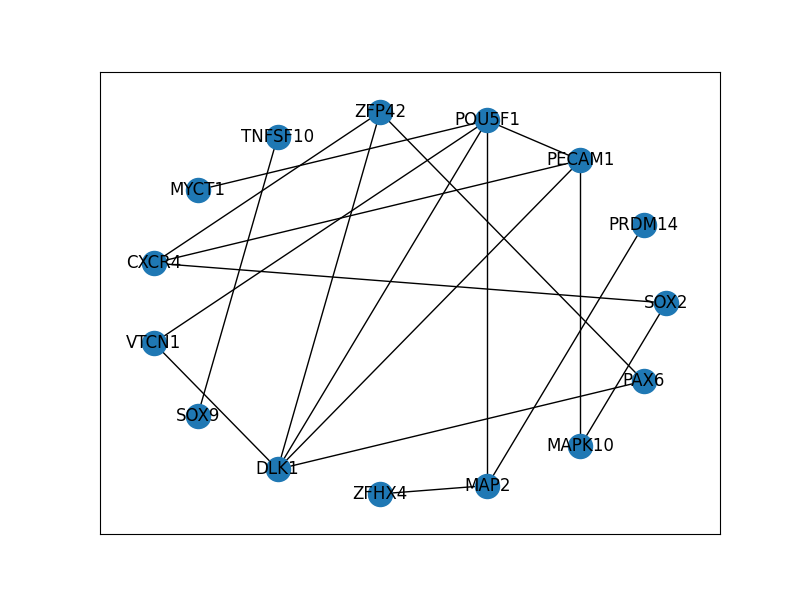 ZFP42
POU5F1
TNFSF10
PECAM1
MYCT1
PRDM14
CXCR4
SOX2
VTCN1
PAX6
SOX9
MAPK10
DLK1
MAP2
ZFHX4